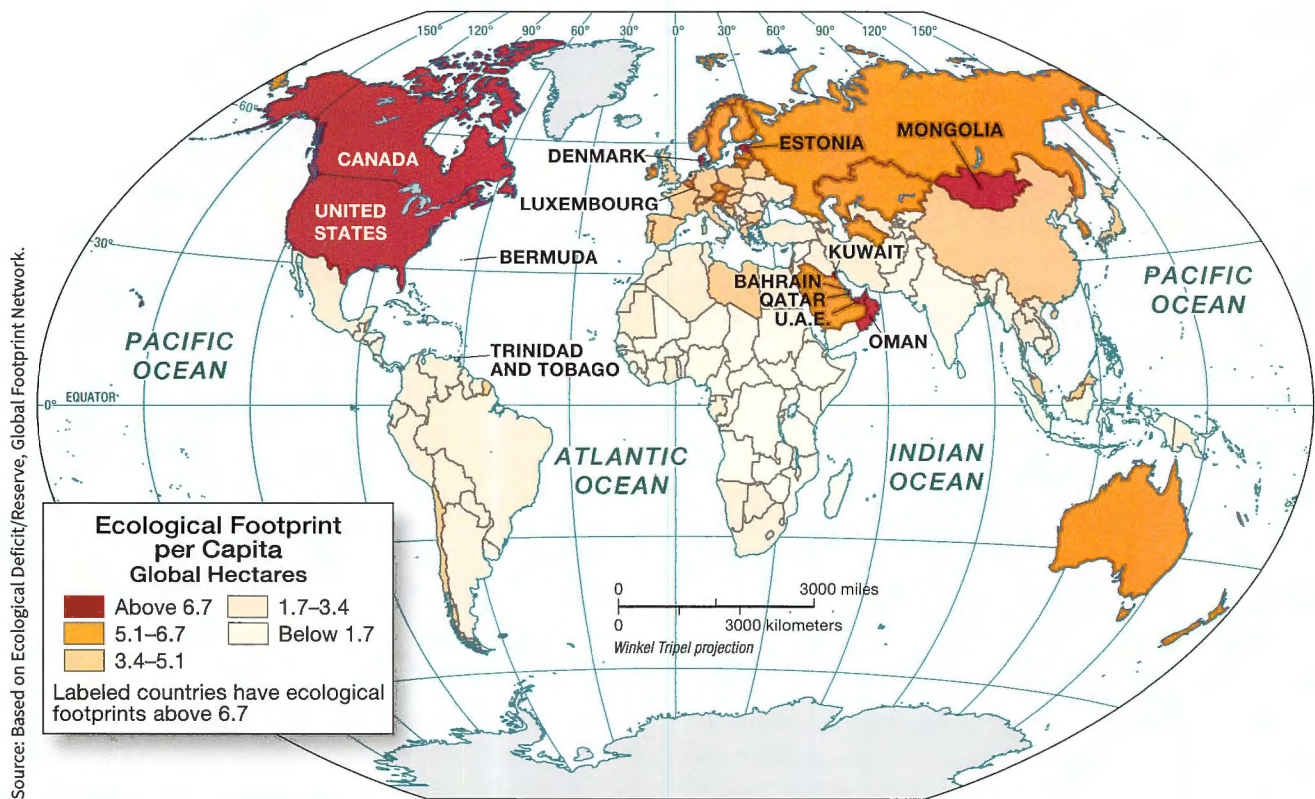 150° 120° 90° 60° 30° 0° 30° 60° 90° 120° 150°
60°
30°
0° EQUATOR
CANADA
UNITED
STATES
DENMARK
LUXEMBOURG
BERMUDA
ESTONIA
MONGOLIA
KUWAIT
BAHRAIN
QATAR
U.A.E.
OMAN
TRINIDAD
AND TOBAGO
PACIFIC
OCEAN
ATLANTIC
OCEAN
INDIAN
OCEAN
PACIFIC
OCEAN
Ecological Footprint
per Capita
Global Hectares
Above 6.7
5.1–6.7
3.4–5.1
1.7–3.4
Below 1.7
Labeled countries have ecological
footprints above 6.7
0 3000 miles
0 3000 kilometers
Winkel Tripel projection
Source: Based on Ecological Deficit/Reserve, Global Footprint Network.